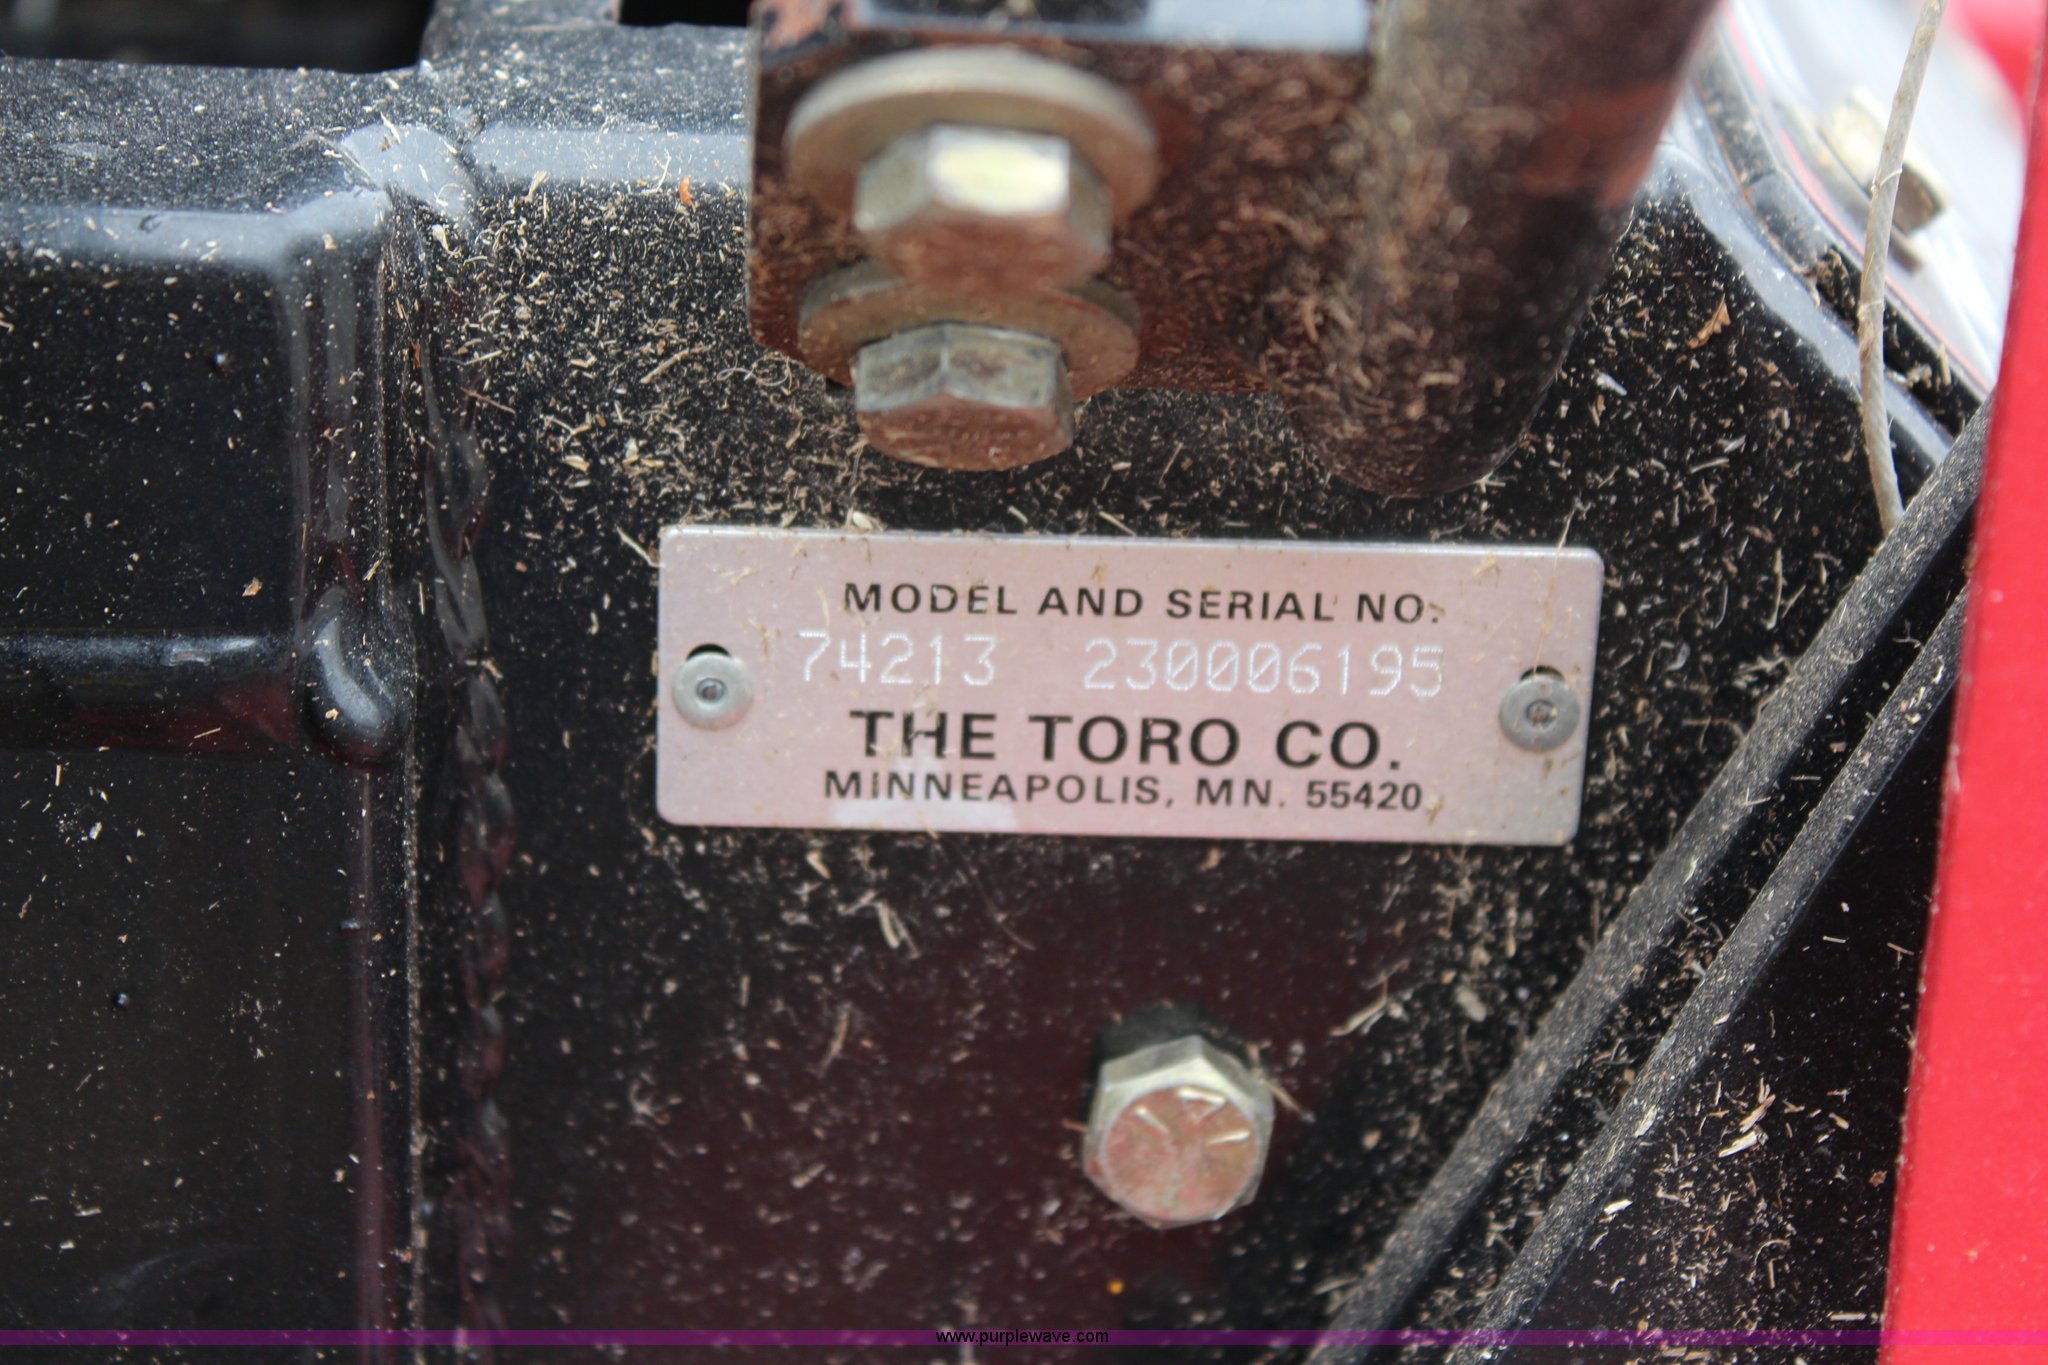 MODEL AND SERIAL NO.
74213 230006195
THE TORO CO.
MINNEAPOLIS, MN. 55420
www.purplewave.com